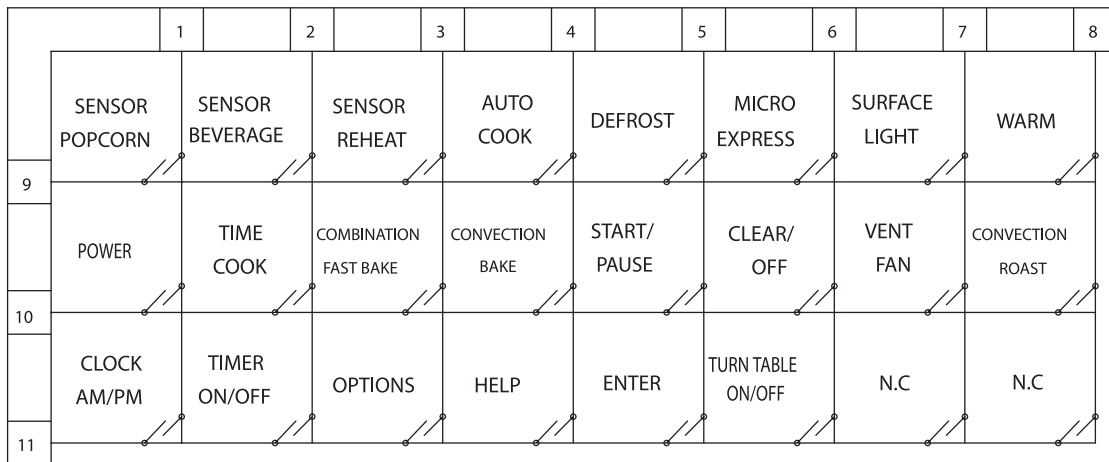 1 2 3 4 5 6 7 8
SENSOR POPCORN
SENSOR BEVERAGE
SENSOR REHEAT
AUTO COOK
DEFROST
MICRO EXPRESS
SURFACE LIGHT
WARM
9
POWER
TIME COOK
COMBINATION FAST BAKE
CONVECTION BAKE
START/ PAUSE
CLEAR/ OFF
VENT FAN
CONVECTION ROAST
10
CLOCK AM/PM
TIMER ON/OFF
OPTIONS
HELP
ENTER
TURN TABLE ON/OFF
N.C
N.C
11